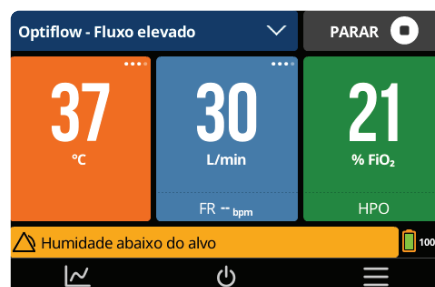 Optiflow - Fluxo elevado
PARAR
37
°C
30
L/min
FR -- bpm
21
% FiO₂
HPO
Humidade abaixo do alvo
100